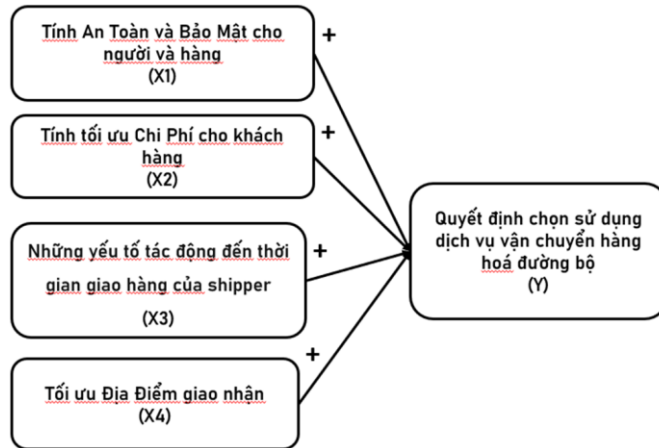 Tính An Toàn và Bảo Mật cho
người và hàng
(X1)
+
Tính tối ưu Chi Phí cho khách
hàng
(X2)
+
Những yếu tố tác động đến thời
gian giao hàng của shipper
(X3)
+
Tối ưu Địa Điểm giao nhận
(X4)
+
Quyết định chọn sử dụng
dịch vụ vận chuyển hàng
hoá đường bộ
(Y)